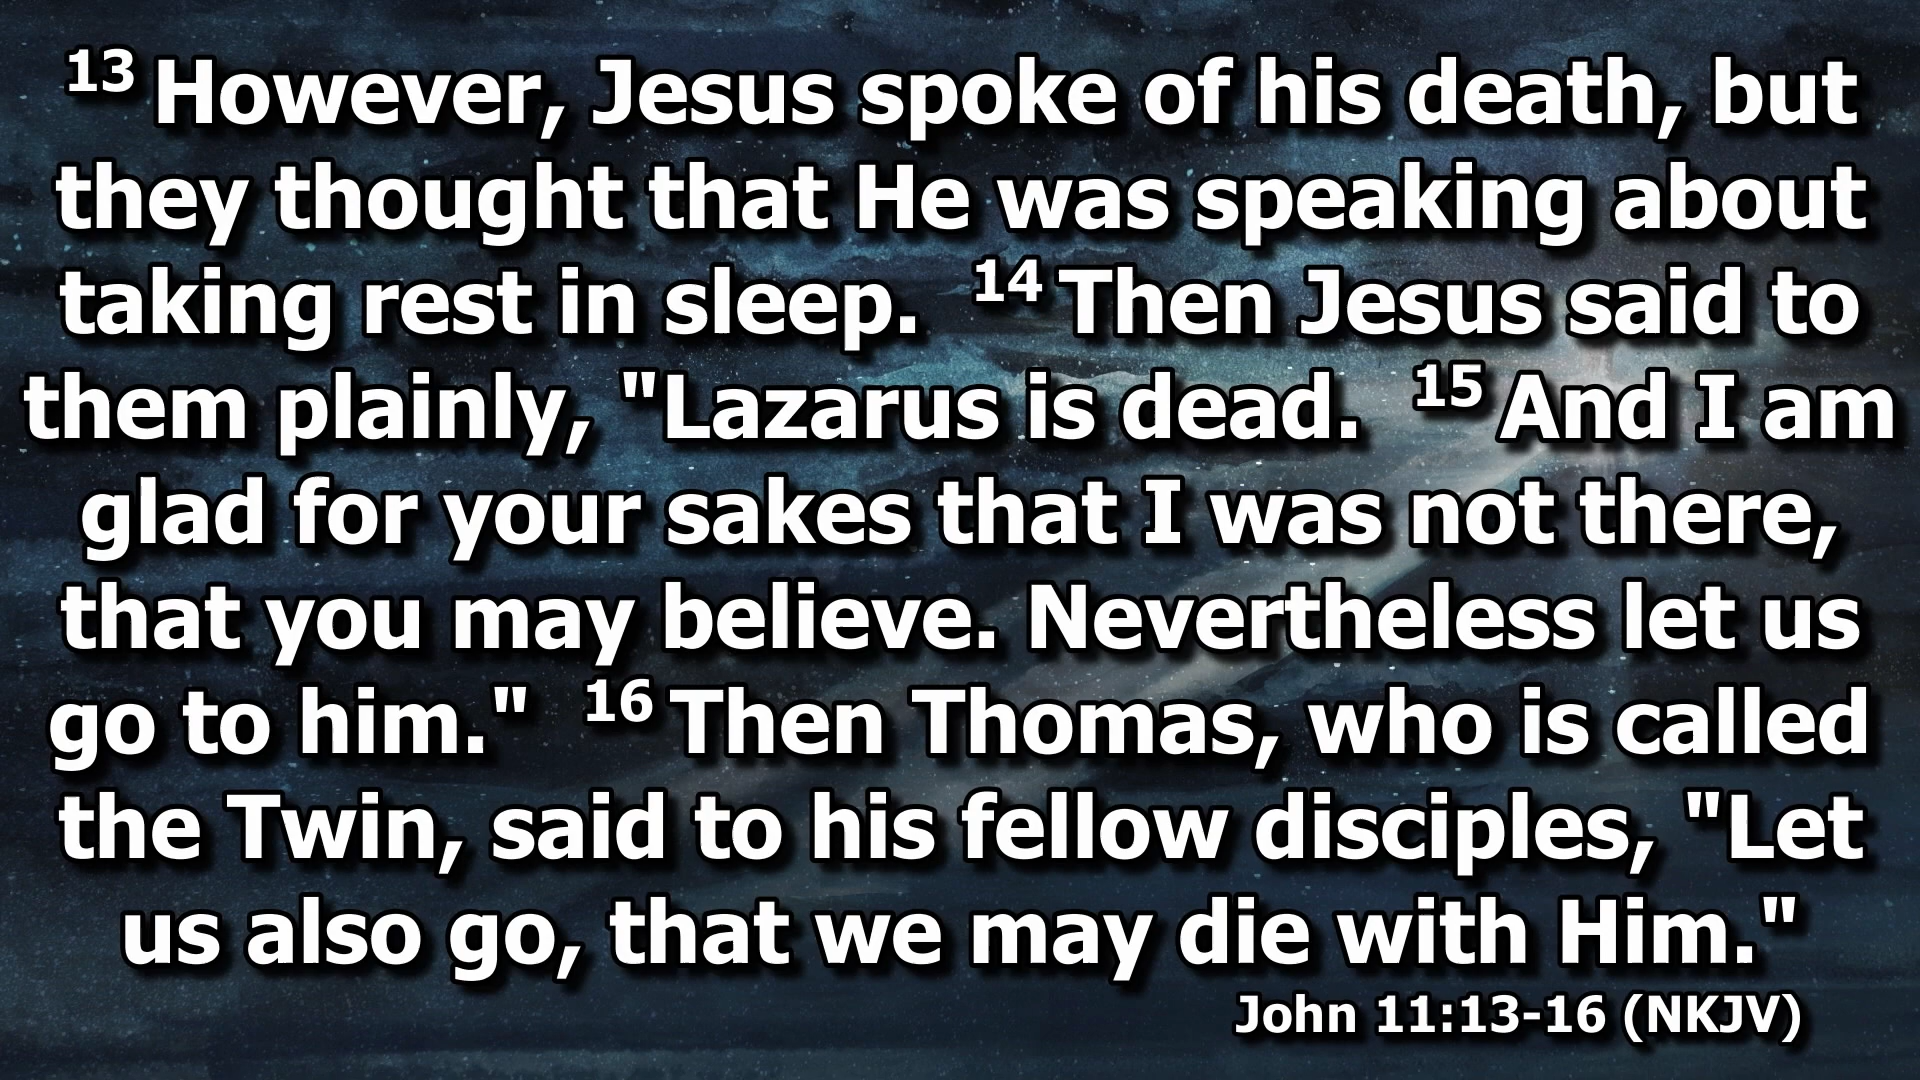 13 However, Jesus spoke of his death, but
they thought that He was speaking about
taking rest in sleep. 14 Then Jesus said to
them plainly, "Lazarus is dead. 15 And I am
glad for your sakes that I was not there,
that you may believe. Nevertheless let us
go to him." 16 Then Thomas, who is called
the Twin, said to his fellow disciples, "Let
us also go, that we may die with Him."
John 11:13-16 (NKJV)